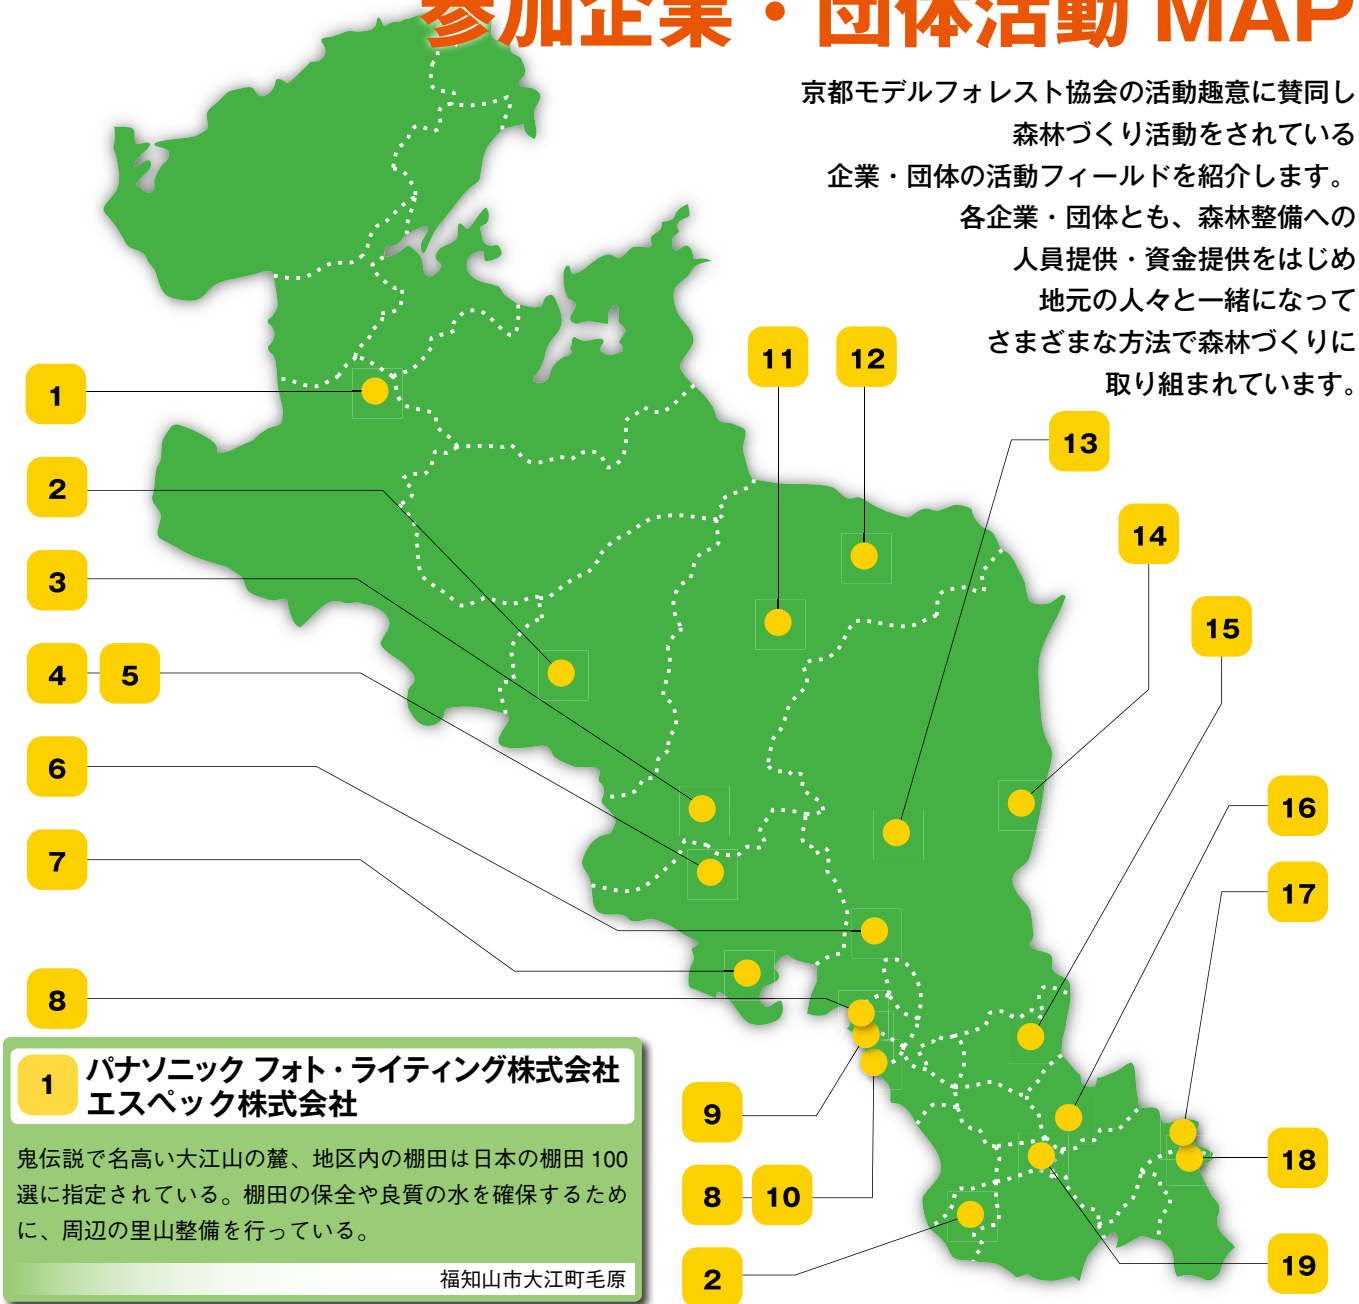 参加企業・団体活動 MAP
京都モデルフォレスト協会の活動趣意に賛同し
森林づくり活動をされている
企業・団体の活動フィールドを紹介します。
各企業・団体とも、森林整備への
人員提供・資金提供をはじめ
地元の人々と一緒になって
さまざまな方法で森林づくりに
取り組まれています。
11
12
1
13
2
14
3
15
4
5
6
16
7
17
8
9
18
8
10
19
2
1
パナソニック フォト・ライティング株式会社
エスペック株式会社
鬼伝説で名高い大江山の麓、地区内の棚田は日本の棚田 100
選に指定されている。棚田の保全や良質の水を確保するため
に、周辺の里山整備を行っている。
福知山市大江町毛原